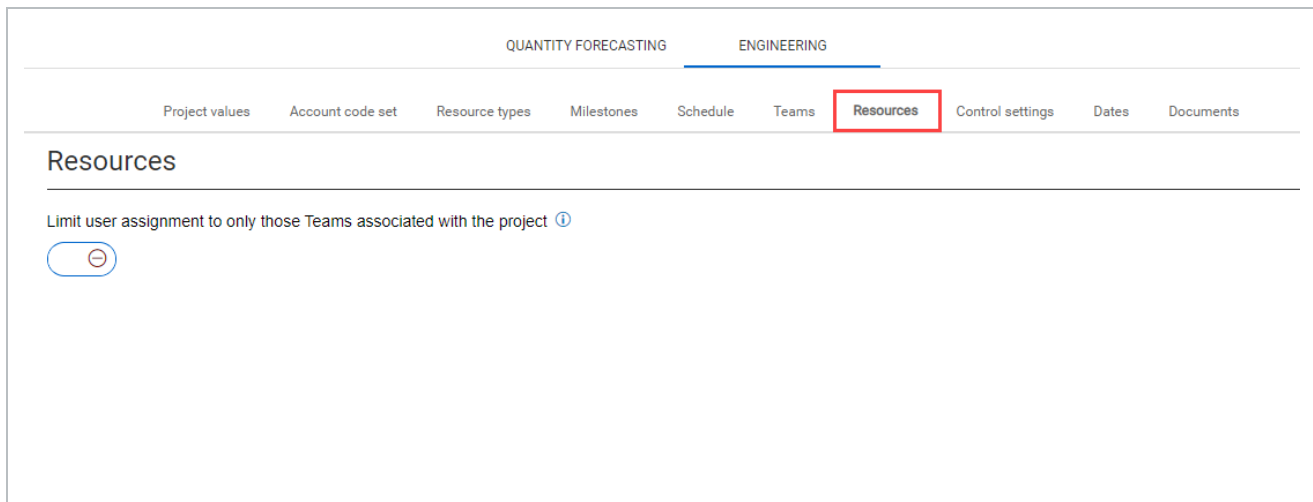 QUANTITY FORECASTING ENGINEERING
Project values Account code set Resource types Milestones Schedule Teams Resources Control settings Dates Documents
Resources
Limit user assignment to only those Teams associated with the project